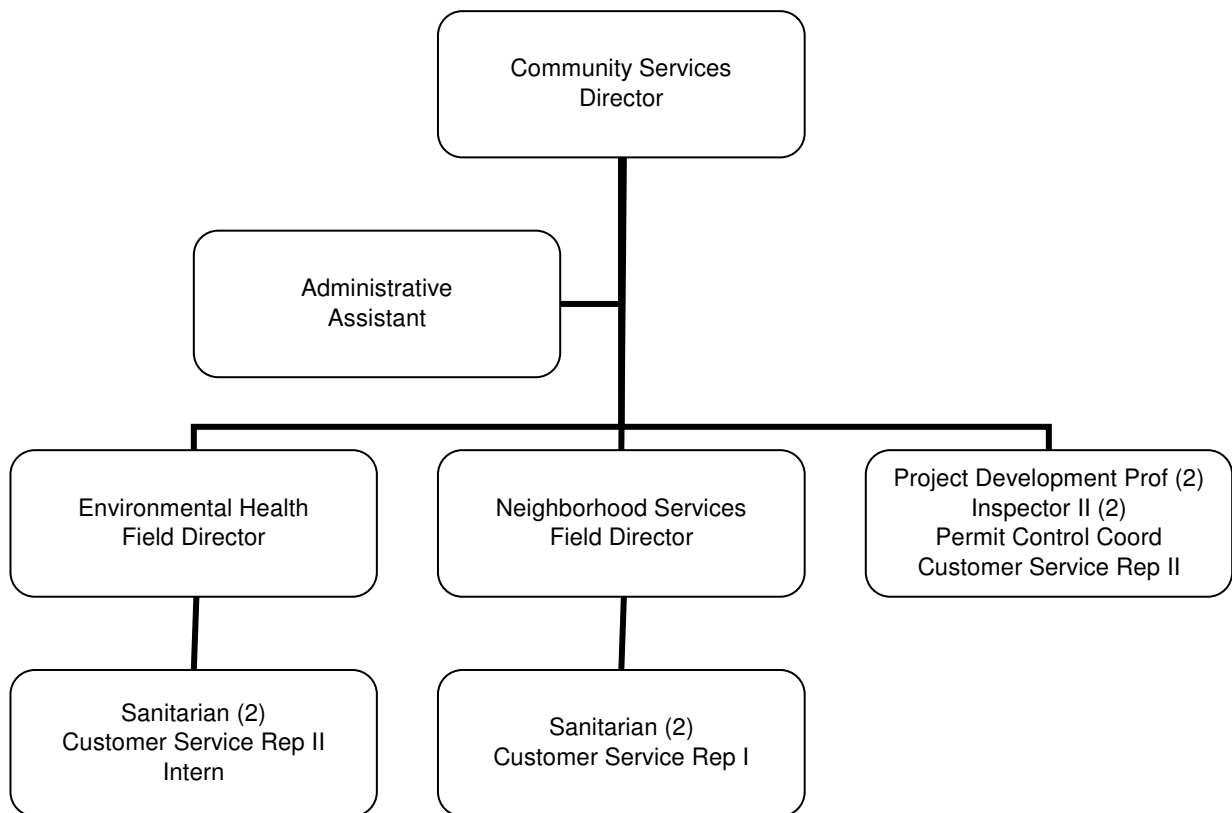 Community Services
Director
Administrative
Assistant
Environmental Health
Field Director
Neighborhood Services
Field Director
Project Development Prof (2)
Inspector II (2)
Permit Control Coord
Customer Service Rep II
Sanitarian (2)
Customer Service Rep II
Intern
Sanitarian (2)
Customer Service Rep I